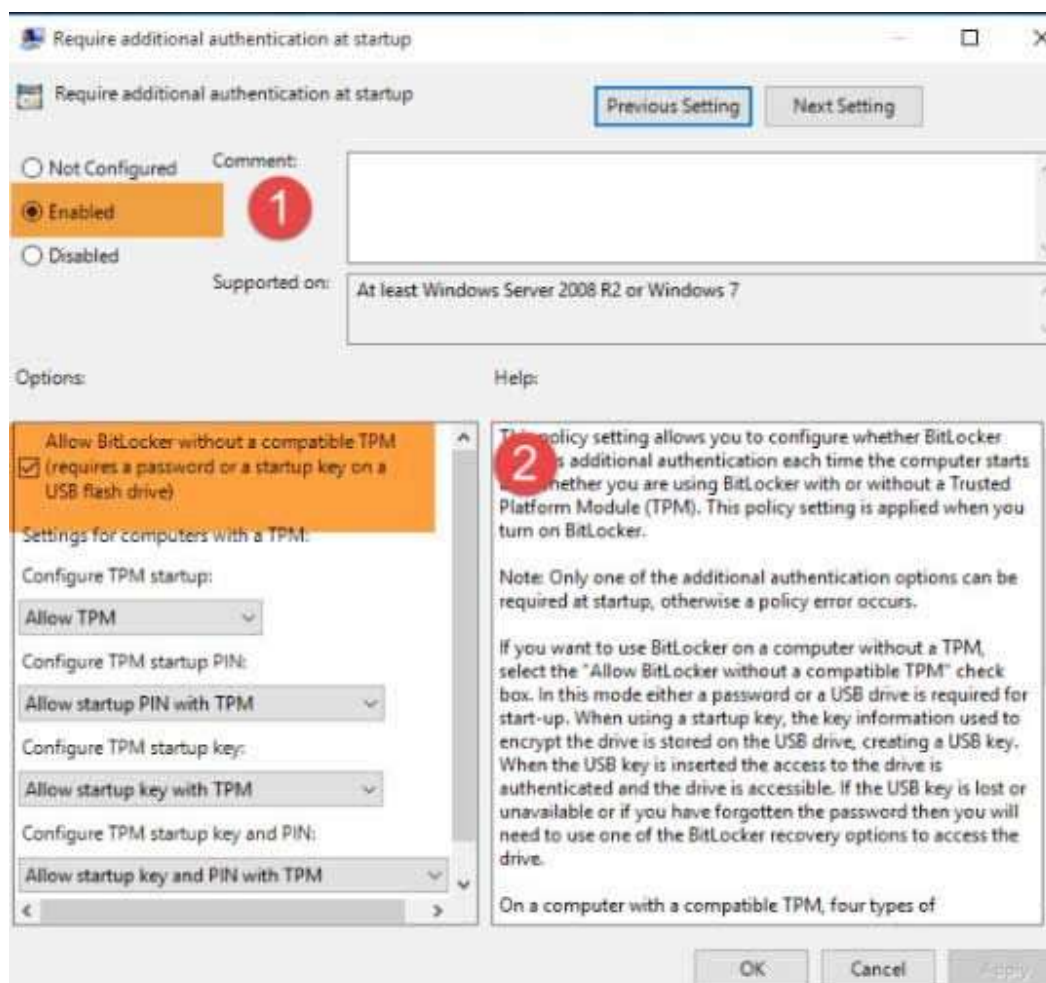 Require additional authentication at startup
Require additional authentication at startup
Previous Setting
Next Setting
Not Configured
Comment:
1
Enabled
Disabled
Supported on:
At least Windows Server 2008 R2 or Windows 7
Options:
Help:
Allow BitLocker without a compatible TPM
(requires a password or a startup key on a
USB flash drive)
Settings for computers with a TPM:
Configure TPM startup:
Allow TPM
Configure TPM startup PIN:
Allow startup PIN with TPM
Configure TPM startup key:
Allow startup key with TPM
Configure TPM startup key and PIN:
Allow startup key and PIN with TPM
2
policy setting allows you to configure whether BitLocker
additional authentication each time the computer starts
whether you are using BitLocker with or without a Trusted
Platform Module (TPM). This policy setting is applied when you
turn on BitLocker.
Note: Only one of the additional authentication options can be
required at startup, otherwise a policy error occurs.
If you want to use BitLocker on a computer without a TPM,
select the "Allow BitLocker without a compatible TPM" check
box. In this mode either a password or a USB drive is required for
start-up. When using a startup key, the key information used to
encrypt the drive is stored on the USB drive, creating a USB key.
When the USB key is inserted the access to the drive is
authenticated and the drive is accessible. If the USB key is lost or
unavailable or if you have forgotten the password then you will
need to use one of the BitLocker recovery options to access the
drive.
On a computer with a compatible TPM, four types of
OK
Cancel
Apply